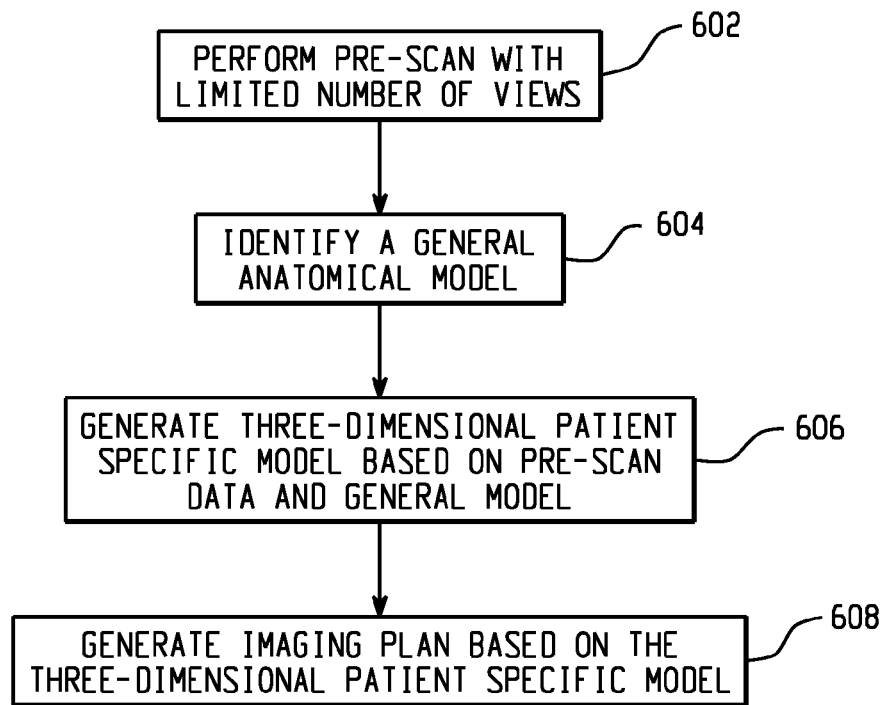 602
PERFORM PRE-SCAN WITH
LIMITED NUMBER OF VIEWS
604
IDENTIFY A GENERAL
ANATOMICAL MODEL
606
GENERATE THREE-DIMENSIONAL PATIENT
SPECIFIC MODEL BASED ON PRE-SCAN
DATA AND GENERAL MODEL
608
GENERATE IMAGING PLAN BASED ON THE
THREE-DIMENSIONAL PATIENT SPECIFIC MODEL